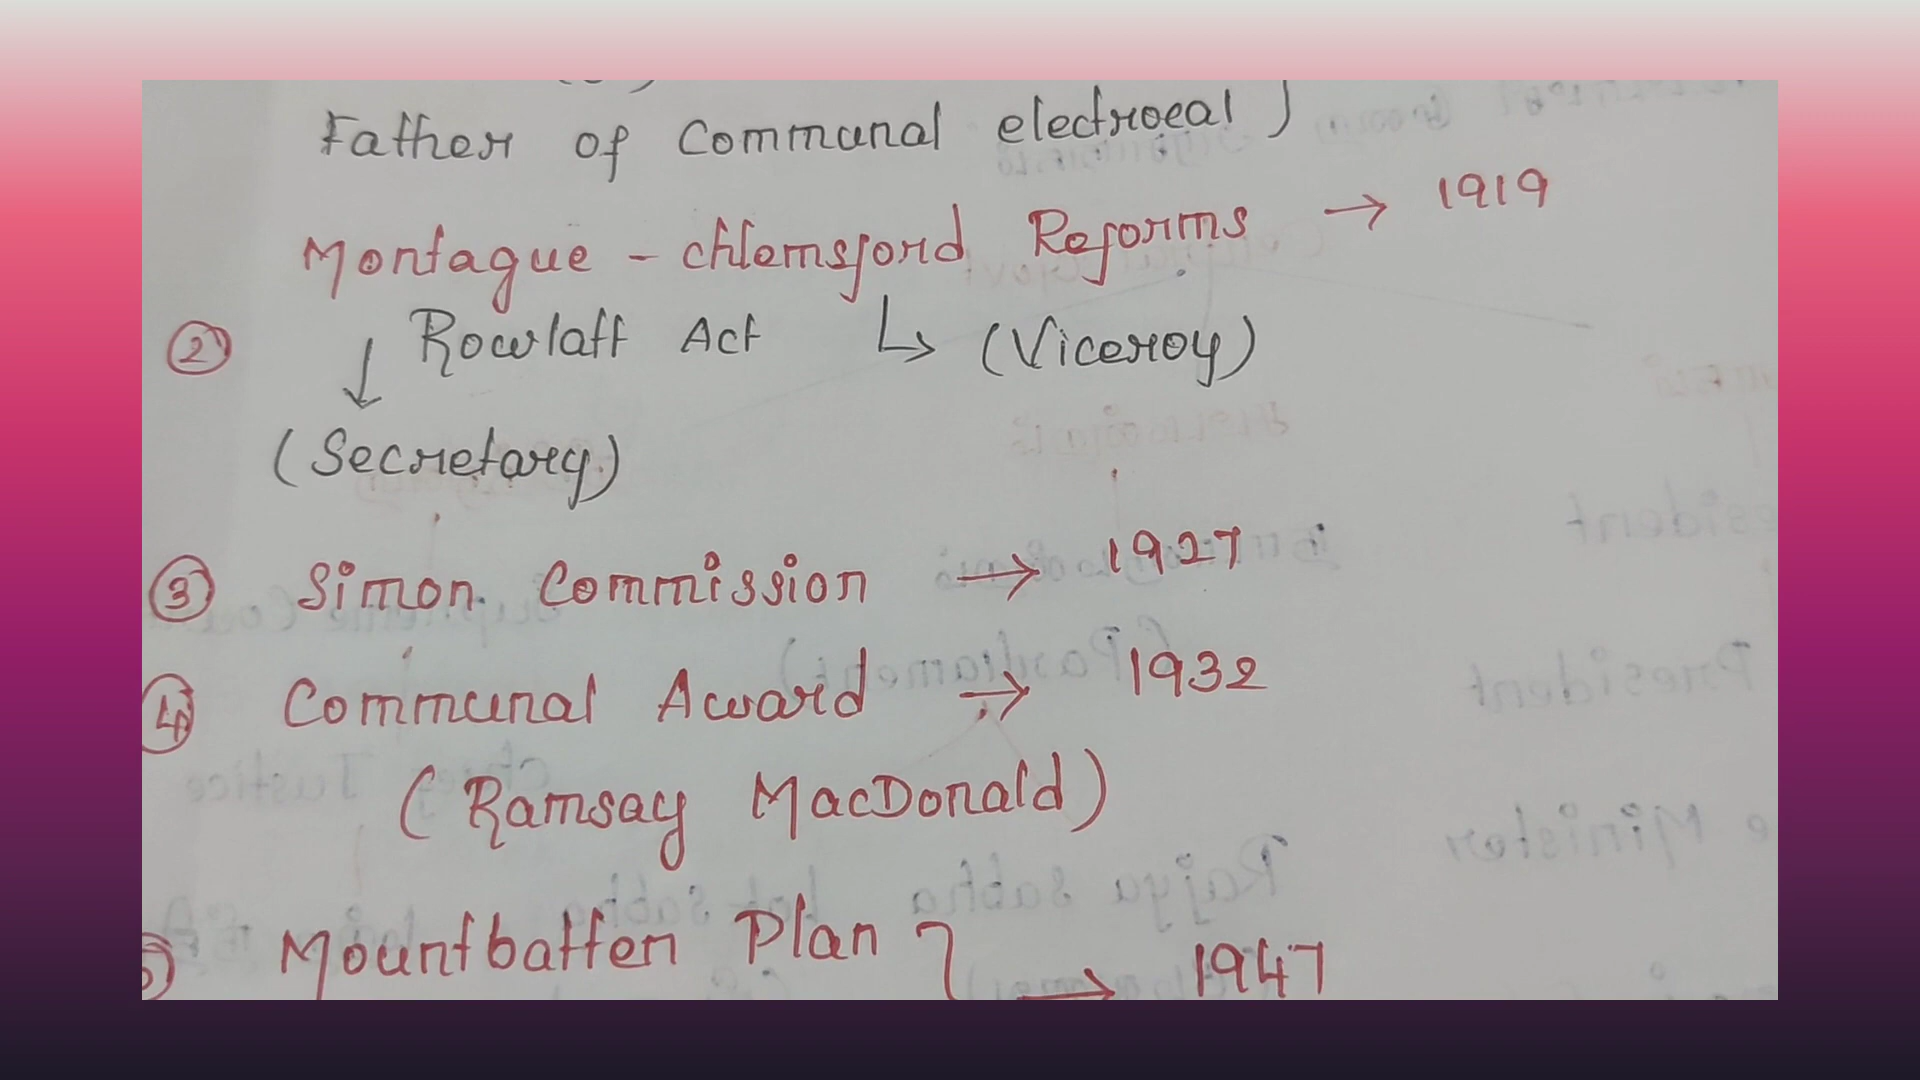 Father of Communal electroeal)
Montague - chlemsford Reforms → 1919
② ↓ Rowlatt Act ↳ (Viceroy)
(Secretary)
③ Simon Commission → 1927
④ Communal Award → 1932
(Ramsay MacDonald)
Mountbatten Plan } → 1947